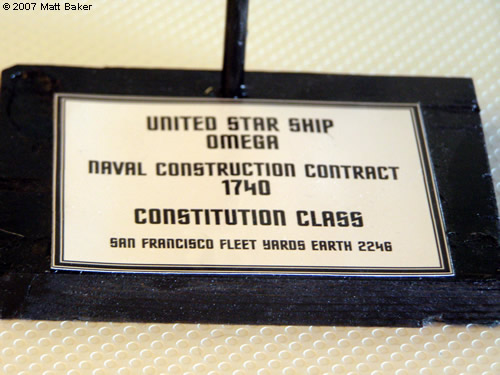 © 2007 Matt Baker
UNITED STAR SHIP
OMEGA
NAVAL CONSTRUCTION CONTRACT
1740
CONSTITUTION CLASS
SAN FRANCISCO FLEET YARDS EARTH 2246